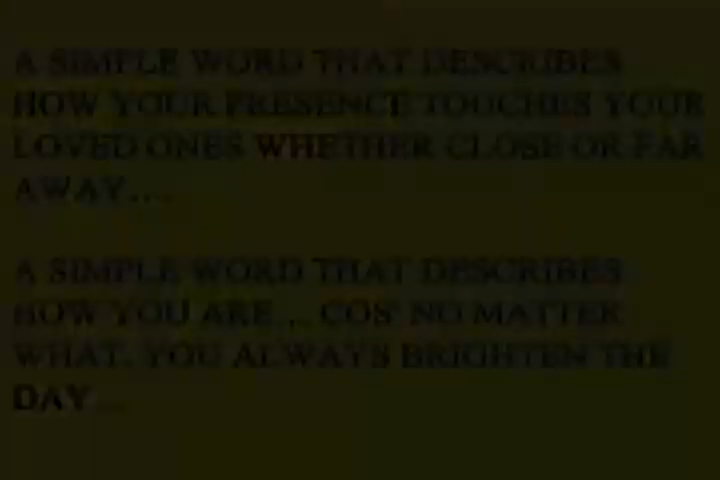 A SIMPLE WORD THAT DESCRIBES
HOW YOUR PRESENCE TOUCHES YOUR
LOVED ONES WHETHER CLOSE OR FAR
AWAY....
A SIMPLE WORD THAT DESCRIBES
HOW YOU ARE... COS' NO MATTER
WHAT, YOU ALWAYS BRIGHTEN THE
DAY...